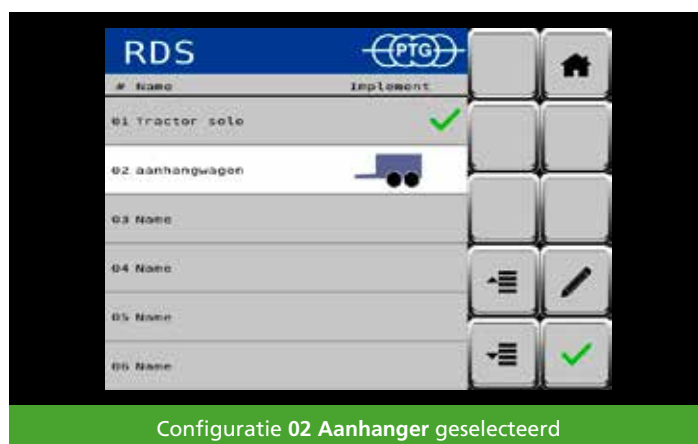 RDS PTG
# Name Implement
01 Tractor solo
02 aanhangwagen
03 Name
04 Name
05 Name
06 Name
Configuratie 02 Aanhanger geselecteerd